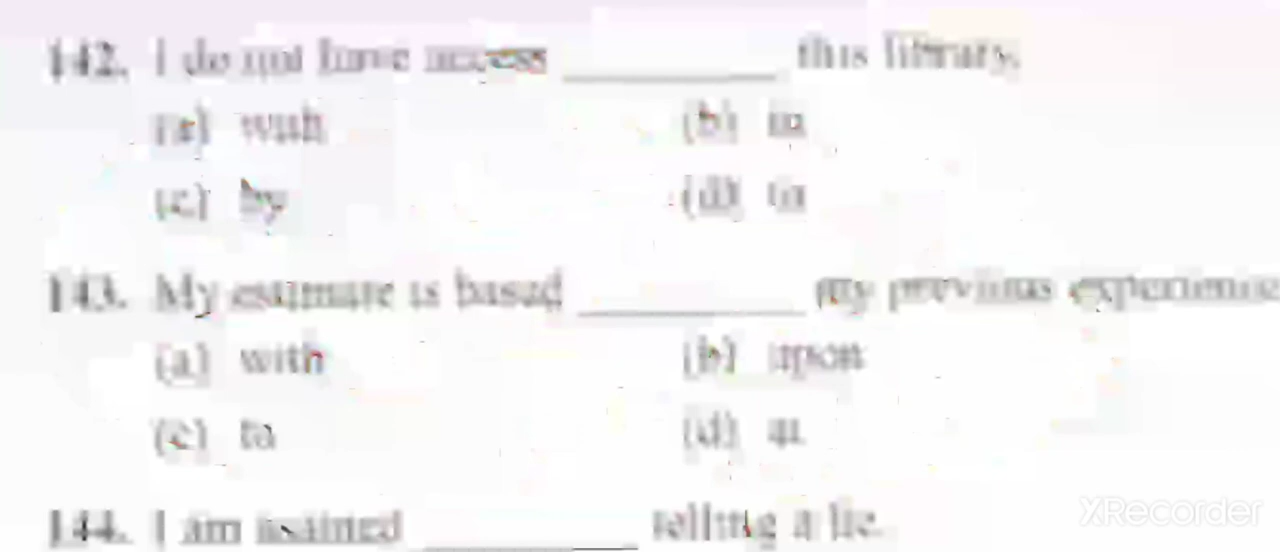 142. I do not have access __________ this library.
(a) with (b) in
(c) by (d) to
143. My estimate is based __________ my previous experience
(a) with (b) upon
(c) to (d) at
144. I am __________ telling a lie.
XRecorder